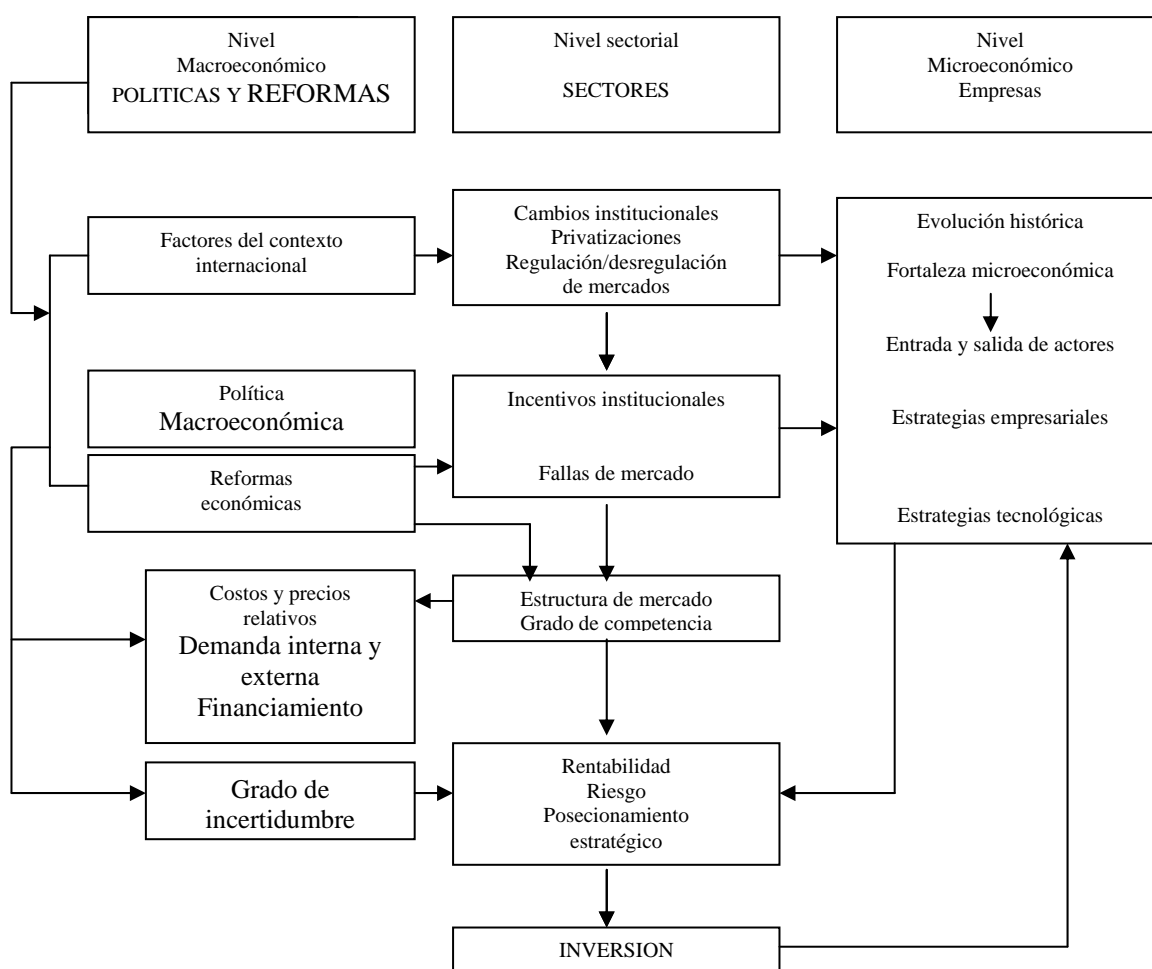 Nivel
Macroeconómico
POLITICAS Y REFORMAS
Nivel sectorial
SECTORES
Nivel
Microeconómico
Empresas
Factores del contexto
internacional
Cambios institucionales
Privatizaciones
Regulación/desregulación
de mercados
Evolución histórica
Fortaleza microeconómica
Entrada y salida de actores
Estrategias empresariales
Estrategias tecnológicas
Política
Macroeconómica
Incentivos institucionales
Fallas de mercado
Reformas
económicas
Costos y precios
relativos
Demanda interna y
externa
Financiamiento
Estructura de mercado
Grado de competencia
Grado de
incertidumbre
Rentabilidad
Riesgo
Posecionamiento
estratégico
INVERSION